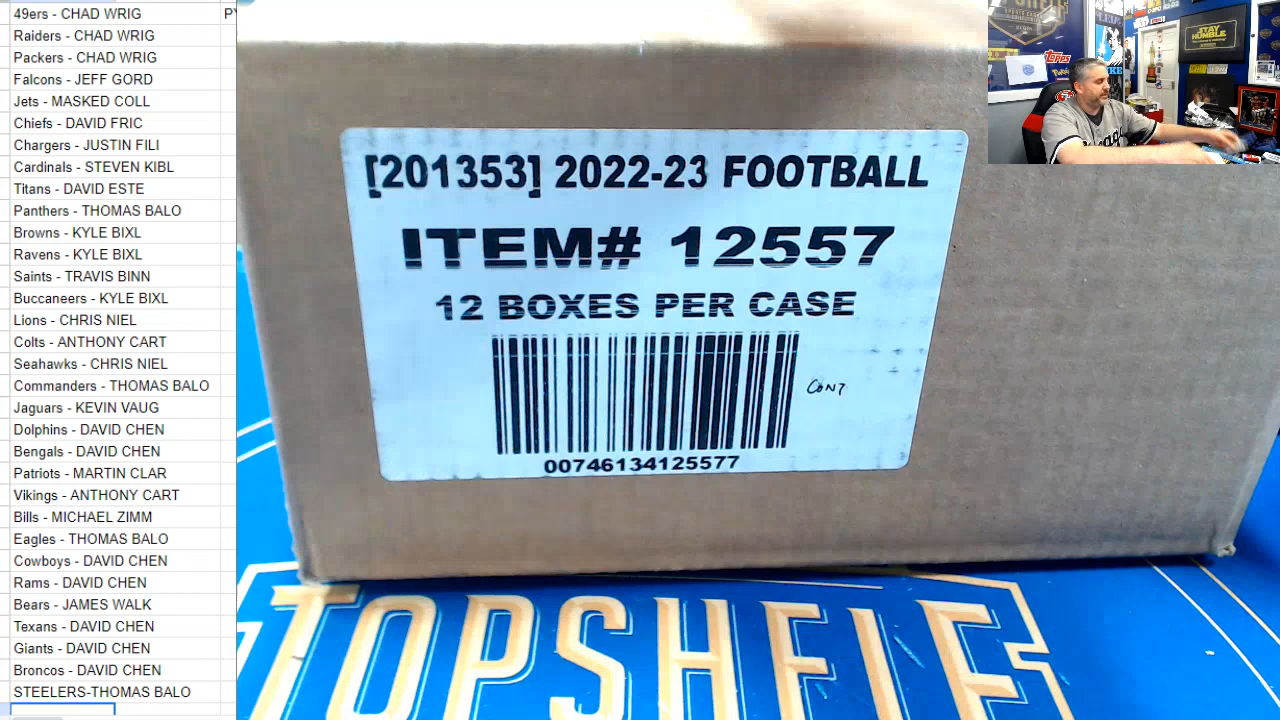 49ers - CHAD WRIG
Raiders - CHAD WRIG
Packers - CHAD WRIG
Falcons - JEFF GORD
Jets - MASKED COLL
Chiefs - DAVID FRIC
Chargers - JUSTIN FILI
Cardinals - STEVEN KIBL
Titans - DAVID ESTE
Panthers - THOMAS BALO
Browns - KYLE BIXL
Ravens - KYLE BIXL
Saints - TRAVIS BINN
Buccaneers - KYLE BIXL
Lions - CHRIS NIEL
Colts - ANTHONY CART
Seahawks - CHRIS NIEL
Commanders - THOMAS BALO
Jaguars - KEVIN VAUG
Dolphins - DAVID CHEN
Bengals - DAVID CHEN
Patriots - MARTIN CLAR
Vikings - ANTHONY CART
Bills - MICHAEL ZIMM
Eagles - THOMAS BALO
Cowboys - DAVID CHEN
Rams - DAVID CHEN
Bears - JAMES WALK
Texans - DAVID CHEN
Giants - DAVID CHEN
Broncos - DAVID CHEN
STEELERS-THOMAS BALO
[201353] 2022-23 FOOTBALL
ITEM# 12557
12 BOXES PER CASE
CONT
00746134125577
TOPSHELF
topps
STAY
HUMBLE